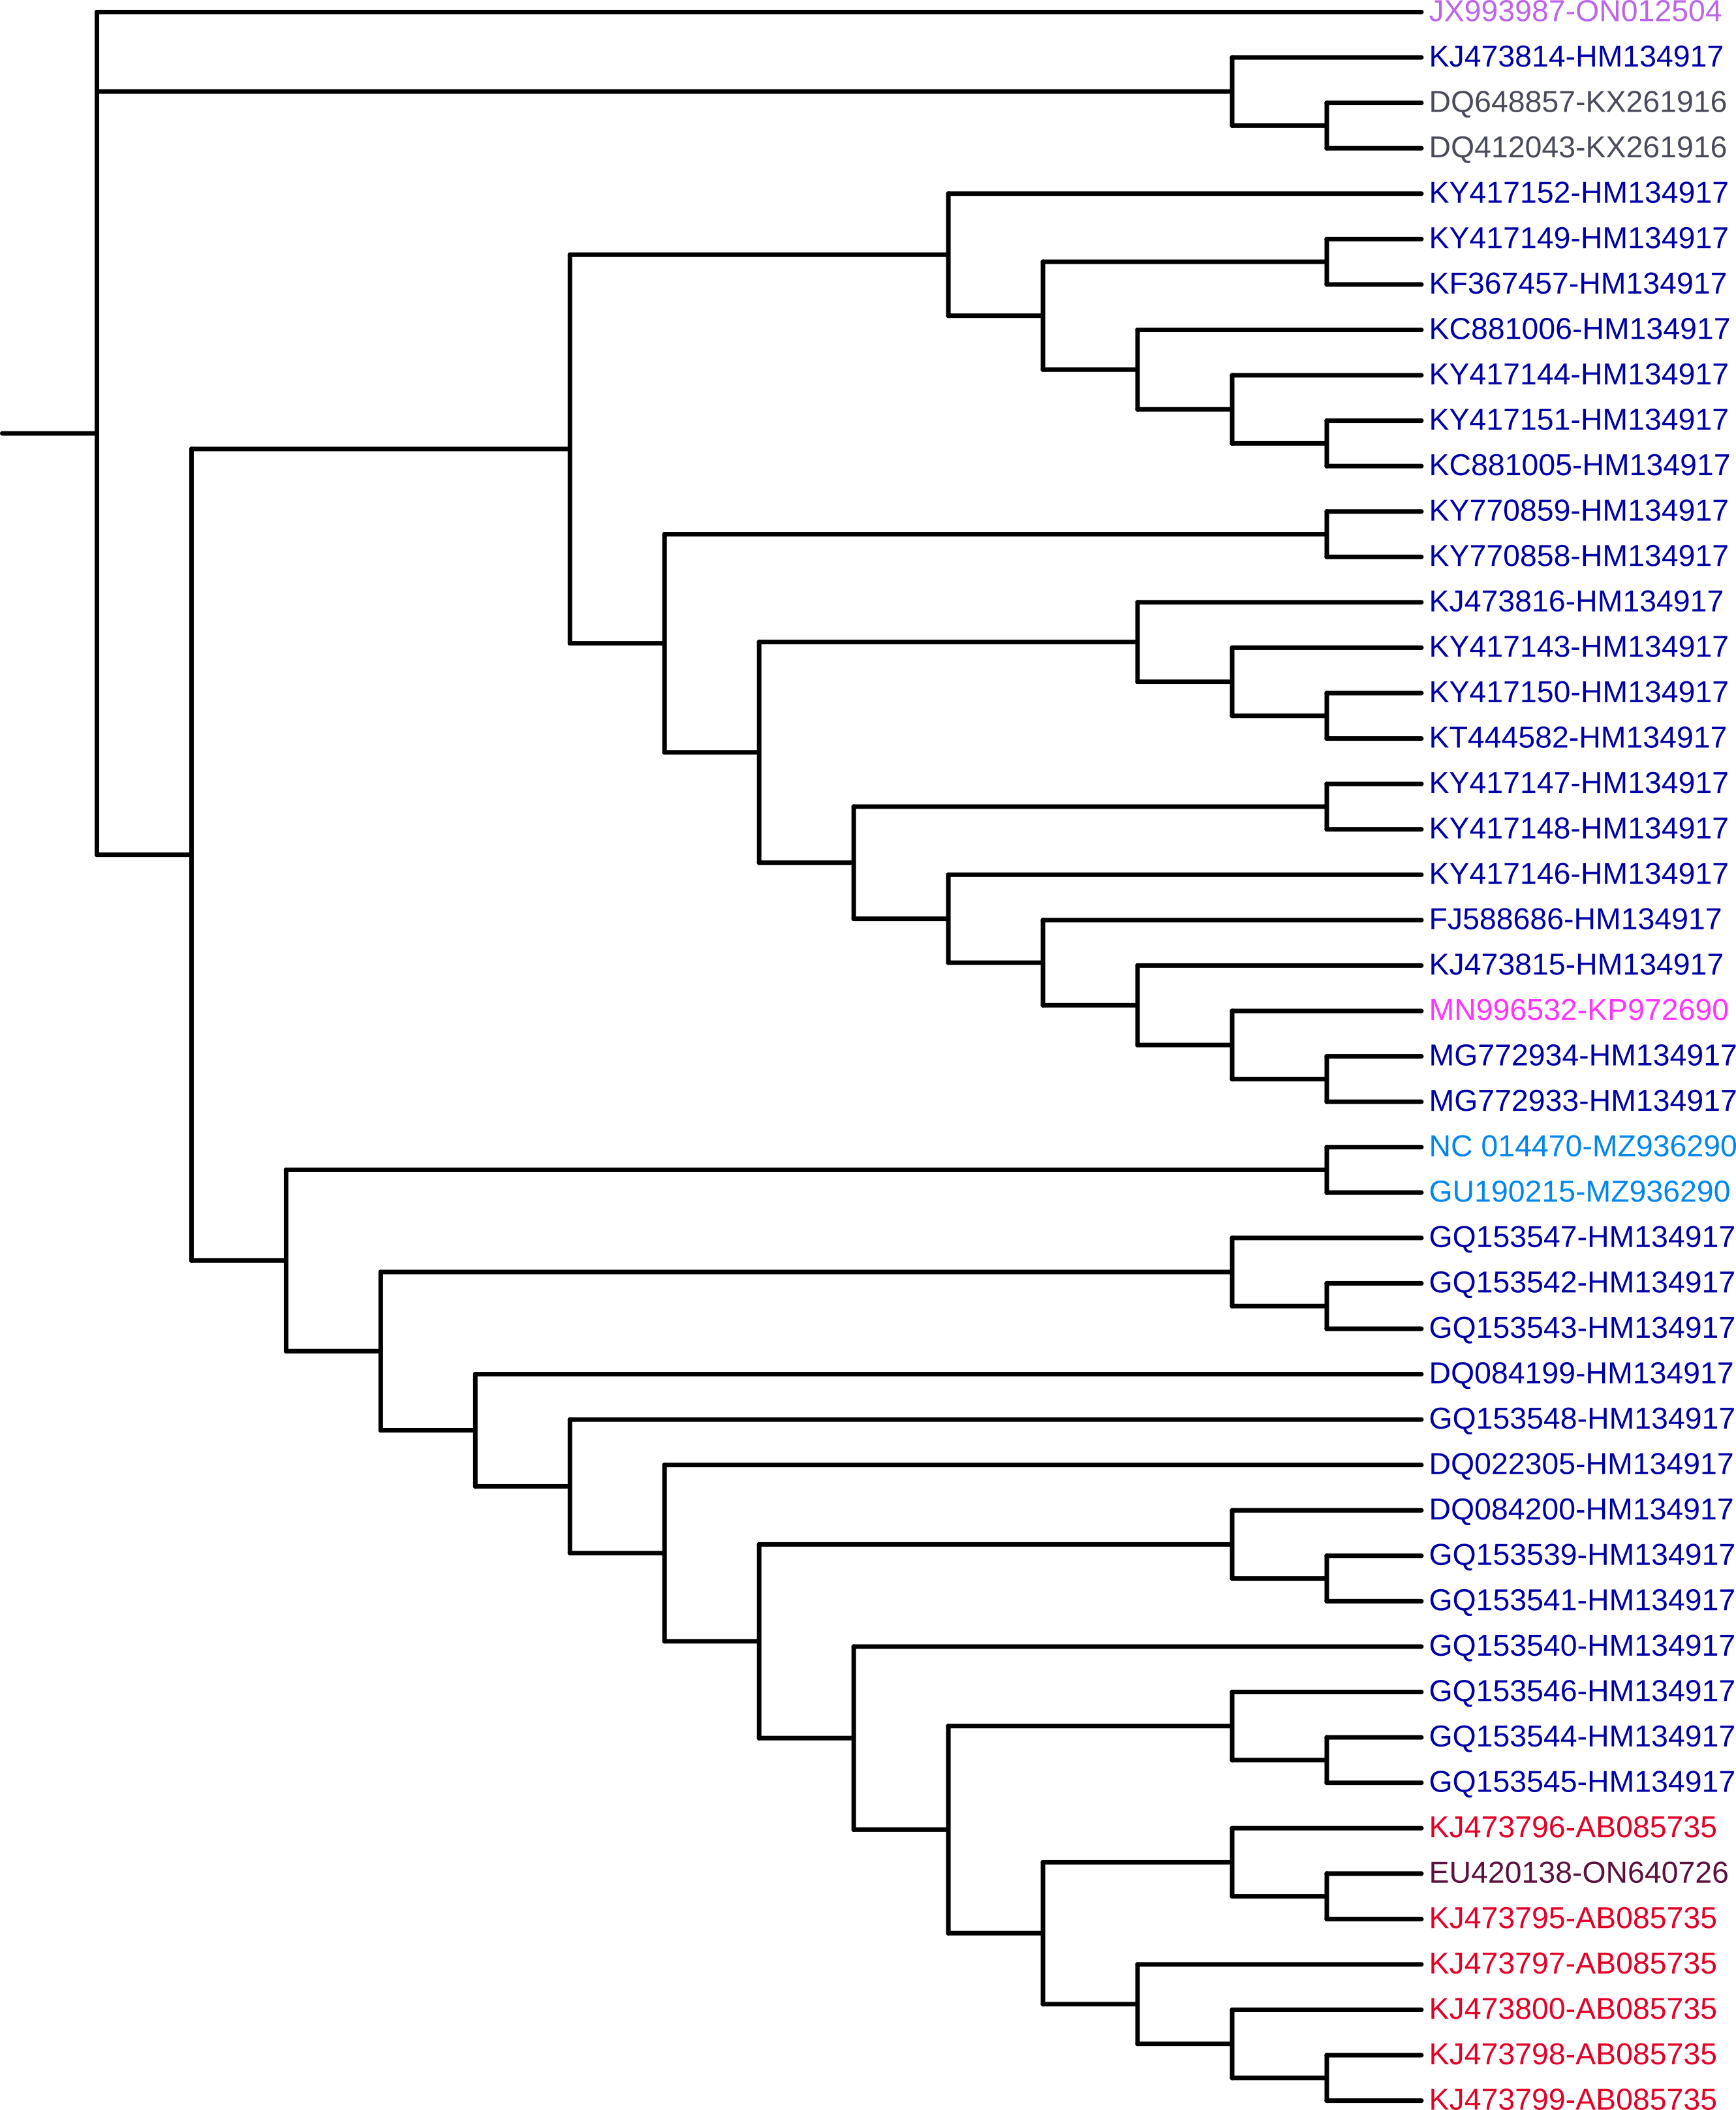 JX993987-ON012504
KJ473814-HM134917
DQ648857-KX261916
DQ412043-KX261916
KY417152-HM134917
KY417149-HM134917
KF367457-HM134917
KC881006-HM134917
KY417144-HM134917
KY417151-HM134917
KC881005-HM134917
KY770859-HM134917
KY770858-HM134917
KJ473816-HM134917
KY417143-HM134917
KY417150-HM134917
KT444582-HM134917
KY417147-HM134917
KY417148-HM134917
KY417146-HM134917
FJ588686-HM134917
KJ473815-HM134917
MN996532-KP972690
MG772934-HM134917
MG772933-HM134917
NC 014470-MZ936290
GU190215-MZ936290
GQ153547-HM134917
GQ153542-HM134917
GQ153543-HM134917
DQ084199-HM134917
GQ153548-HM134917
DQ022305-HM134917
DQ084200-HM134917
GQ153539-HM134917
GQ153541-HM134917
GQ153540-HM134917
GQ153546-HM134917
GQ153544-HM134917
GQ153545-HM134917
KJ473796-AB085735
EU420138-ON640726
KJ473795-AB085735
KJ473797-AB085735
KJ473800-AB085735
KJ473798-AB085735
KJ473799-AB085735